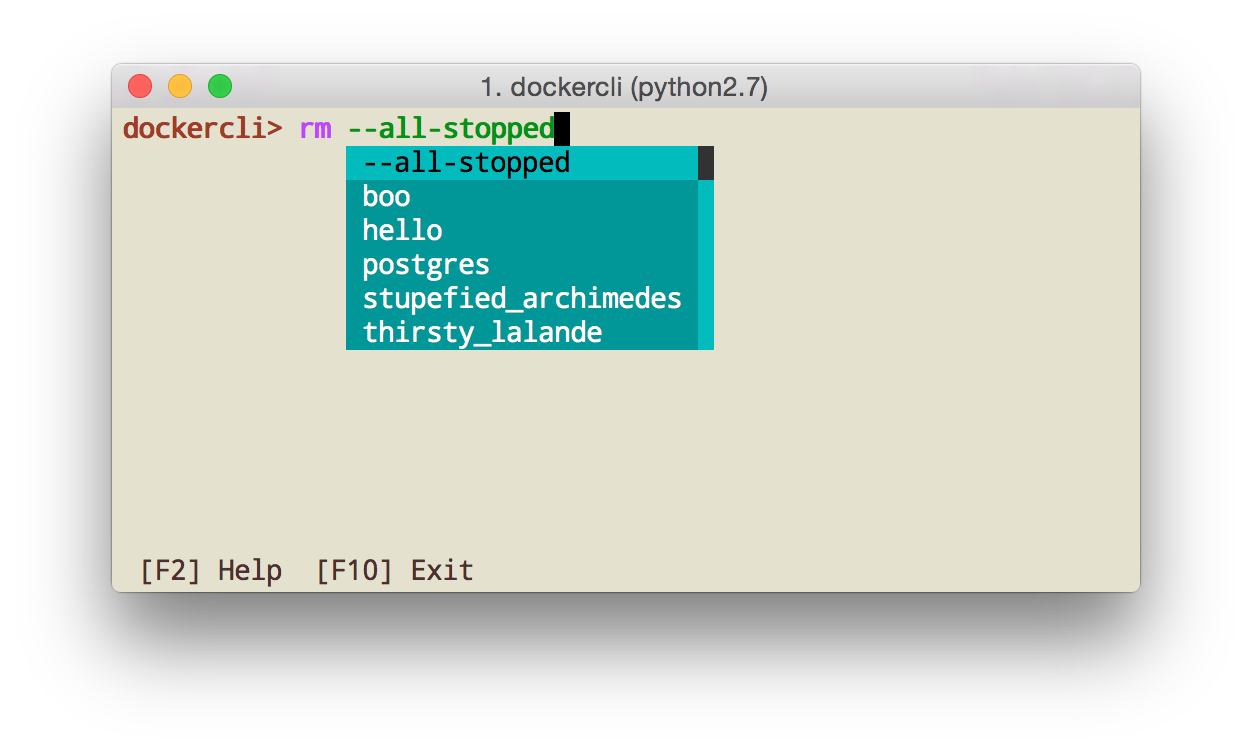 1. dockercli (python2.7)
dockercli> rm --all-stopped
--all-stopped
boo
hello
postgres
stupefied_archimedes
thirsty_lalande
[F2] Help [F10] Exit